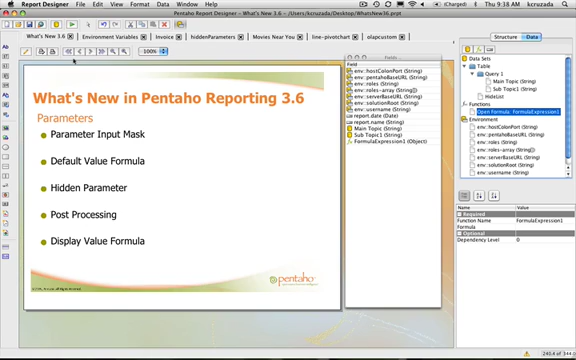 Report Designer File Edit View Insert Format Data Window Help (Charged) Thu 9:18 AM kcruzada
Pentaho Report Designer - What's New in Pentaho Reporting 3.6 - /Users/kcruzada/Desktop/WhatsNew36.prpt
What's New in Pentaho Reporting 3.6
What's New 3.6
Environment Variables
Invoice
hiddenParameters
Movies Near You
line-pivotchart
olapcustom
100%
Parameters
Parameter Input Mask
Default Value Formula
Hidden Parameter
Post Processing
Display Value Formula
pentaho
Fields
Field
env::hostColonPort (String)
env::pentahoBaseURL (String)
env::roles (String)
env::roles-array (String[])
env::serverBaseURL (String)
env::solutionRoot (String)
env::username (String)
report.date (Date)
report.name (String)
Main Topic (String)
Sub Topic1 (String)
FormulaExpression1 (Object)
Structure
Data
Data Sets
Table
Query 1
Main Topic (String)
Sub Topic1 (String)
Functions
Open Formula: FormulaExpression1
Environment
env::hostColonPort (String)
env::pentahoBaseURL (String)
env::roles (String)
env::roles-array (String[])
env::serverBaseURL (String)
env::solutionRoot (String)
env::username (String)
Name Value
Required
Function Name FormulaExpression1
Formula
Optional
Dependency Level 0